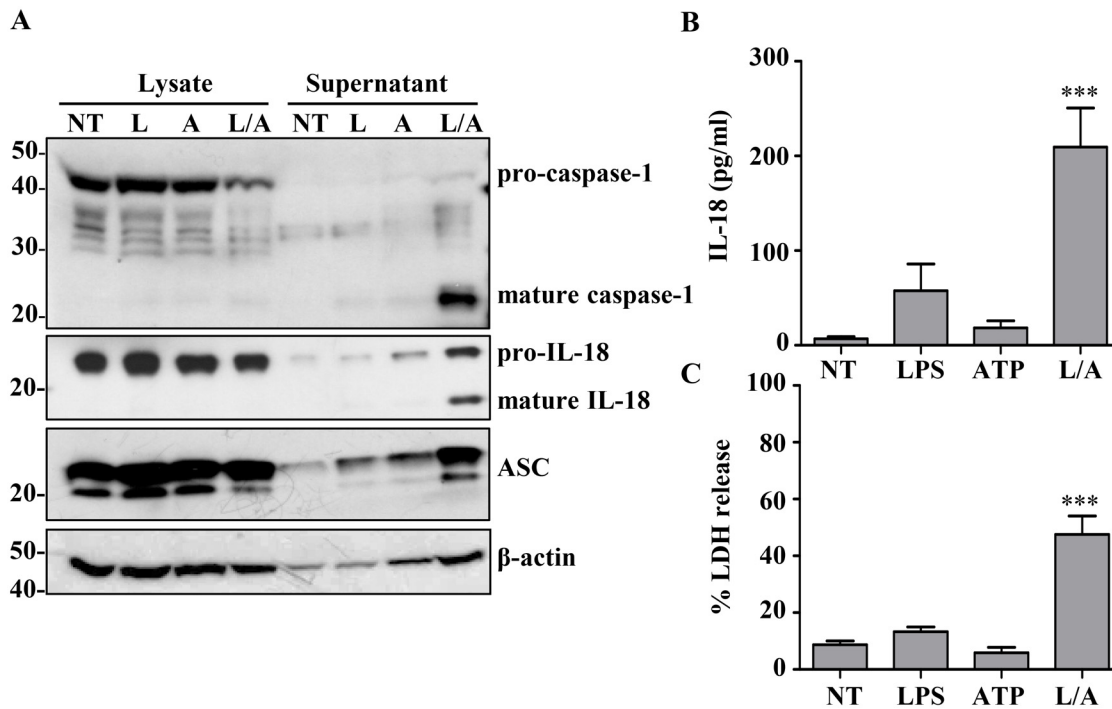 A
Lysate Supernatant
NT L A L/A NT L A L/A
50-
40-
30-
20-
pro-caspase-1
mature caspase-1
20-
pro-IL-18
mature IL-18
20-
ASC
50-
40-
β-actin
B
IL-18 (pg/ml)
300
200
100
0
***
NT LPS ATP L/A
C
% LDH release
100
80
60
40
20
0
***
NT LPS ATP L/A